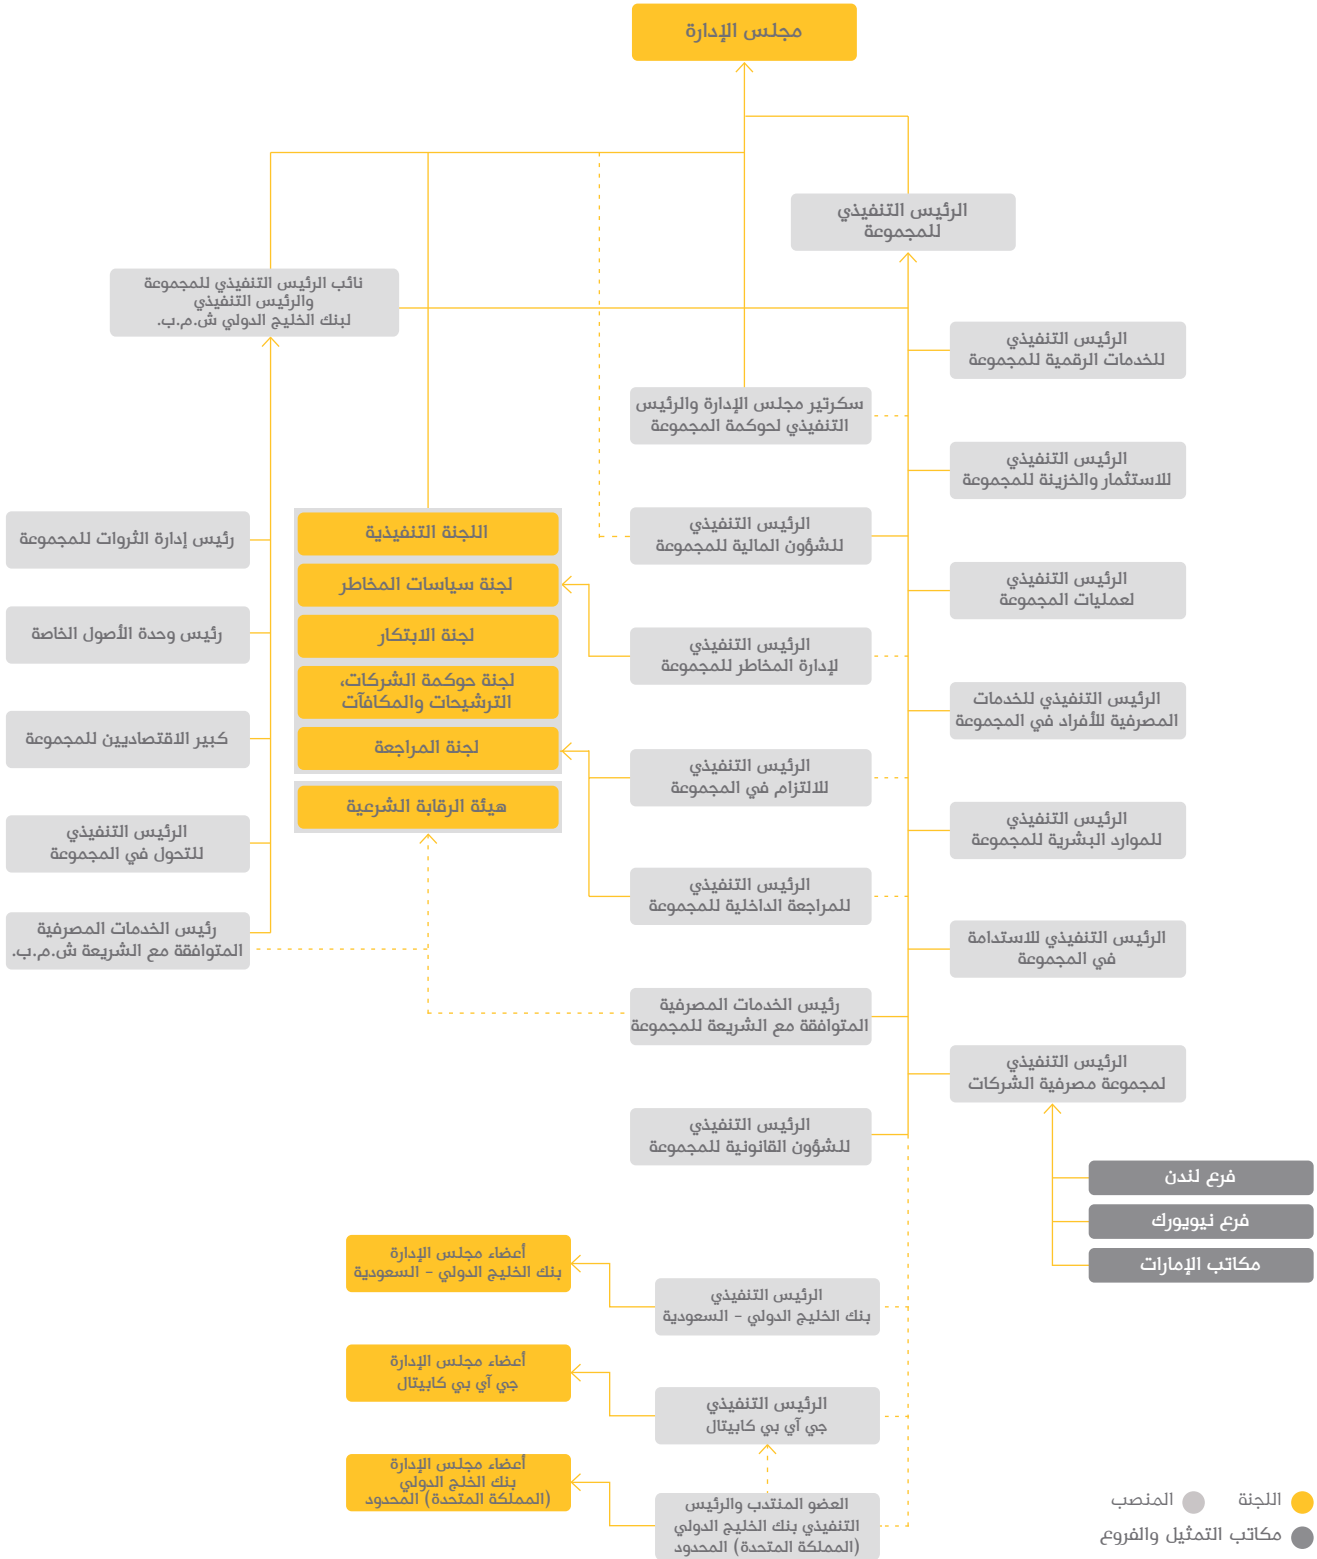 مجلس الإدارة
الرئيس التنفيذي
للمجموعة
نائب الرئيس التنفيذي للمجموعة
والرئيس التنفيذي
لبنك الخليج الدولي ش.م.ب.
الرئيس التنفيذي
للخدمات الرقمية للمجموعة
سكرتير مجلس الإدارة والرئيس
التنفيذي لحوكمة المجموعة
الرئيس التنفيذي
للاستثمار والخزينة للمجموعة
الرئيس التنفيذي
للشؤون المالية للمجموعة
اللجنة التنفيذية
لجنة سياسات المخاطر
لجنة الابتكار
لجنة حوكمة الشركات،
الترشيحات والمكافآت
لجنة المراجعة
هيئة الرقابة الشرعية
رئيس إدارة الثروات للمجموعة
رئيس وحدة الأصول الخاصة
كبير الاقتصاديين للمجموعة
الرئيس التنفيذي
للتحول في المجموعة
رئيس الخدمات المصرفية
المتوافقة مع الشريعة ش.م.ب.
الرئيس التنفيذي
لعمليات المجموعة
الرئيس التنفيذي
لإدارة المخاطر للمجموعة
الرئيس التنفيذي للخدمات
المصرفية للأفراد في المجموعة
الرئيس التنفيذي
للالتزام في المجموعة
الرئيس التنفيذي
للموارد البشرية للمجموعة
الرئيس التنفيذي
للمراجعة الداخلية للمجموعة
الرئيس التنفيذي للاستدامة
في المجموعة
رئيس الخدمات المصرفية
المتوافقة مع الشريعة للمجموعة
الرئيس التنفيذي
لمجموعة مصرفية الشركات
الرئيس التنفيذي
للشؤون القانونية للمجموعة
فرع لندن
فرع نيويورك
مكاتب الإمارات
أعضاء مجلس الإدارة
بنك الخليج الدولي – السعودية
الرئيس التنفيذي
بنك الخليج الدولي – السعودية
أعضاء مجلس الإدارة
جي آي بي كابيتال
الرئيس التنفيذي
جي آي بي كابيتال
أعضاء مجلس الإدارة
بنك الخلج الدولي
(المملكة المتحدة) المحدود
العضو المنتدب والرئيس
التنفيذي بنك الخليج الدولي
(المملكة المتحدة) المحدود
اللجنة
المنصب
مكاتب التمثيل والفروع